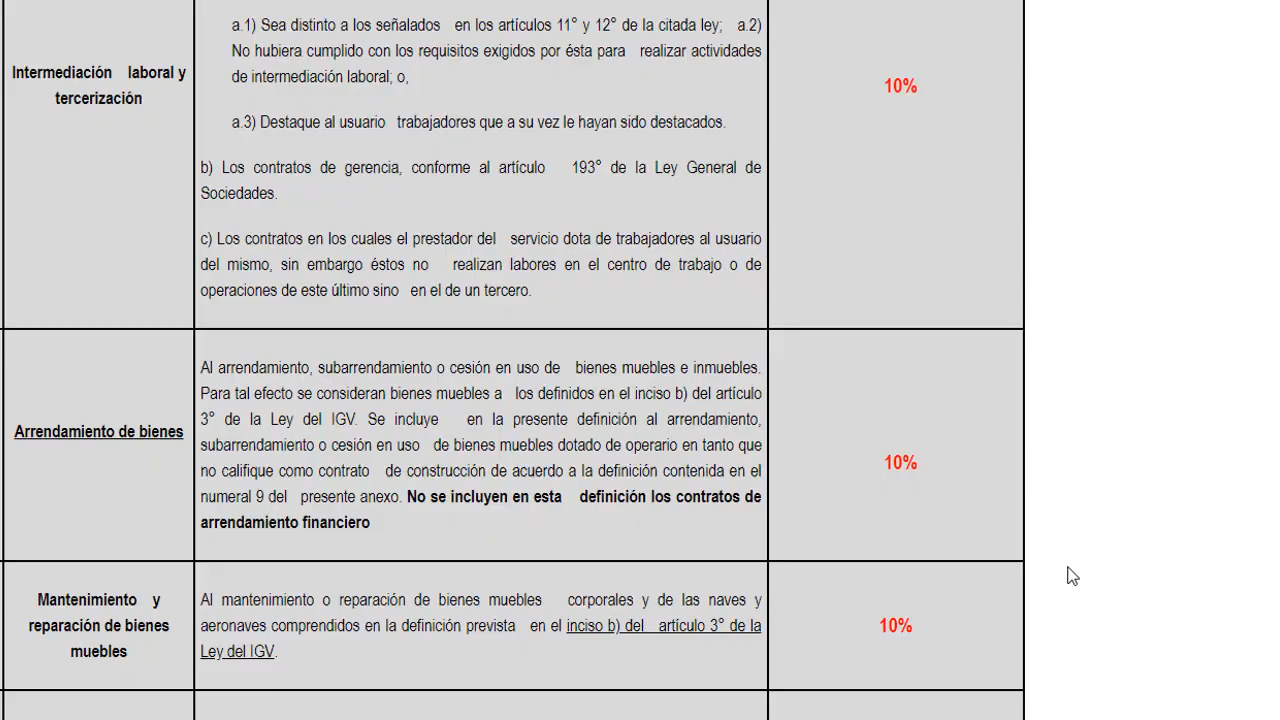 Intermediación laboral y
tercerización
a.1) Sea distinto a los señalados en los artículos 11° y 12° de la citada ley; a.2)
No hubiera cumplido con los requisitos exigidos por ésta para realizar actividades
de intermediación laboral; o,
a.3) Destaque al usuario trabajadores que a su vez le hayan sido destacados.
b) Los contratos de gerencia, conforme al artículo 193° de la Ley General de
Sociedades.
c) Los contratos en los cuales el prestador del servicio dota de trabajadores al usuario
del mismo, sin embargo éstos no realizan labores en el centro de trabajo o de
operaciones de este último sino en el de un tercero.
10%
Arrendamiento de bienes
Al arrendamiento, subarrendamiento o cesión en uso de bienes muebles e inmuebles.
Para tal efecto se consideran bienes muebles a los definidos en el inciso b) del artículo
3° de la Ley del IGV. Se incluye en la presente definición al arrendamiento,
subarrendamiento o cesión en uso de bienes muebles dotado de operario en tanto que
no califique como contrato de construcción de acuerdo a la definición contenida en el
numeral 9 del presente anexo. No se incluyen en esta definición los contratos de
arrendamiento financiero
10%
Mantenimiento y
reparación de bienes
muebles
Al mantenimiento o reparación de bienes muebles corporales y de las naves y
aeronaves comprendidos en la definición prevista en el inciso b) del artículo 3° de la
Ley del IGV.
10%